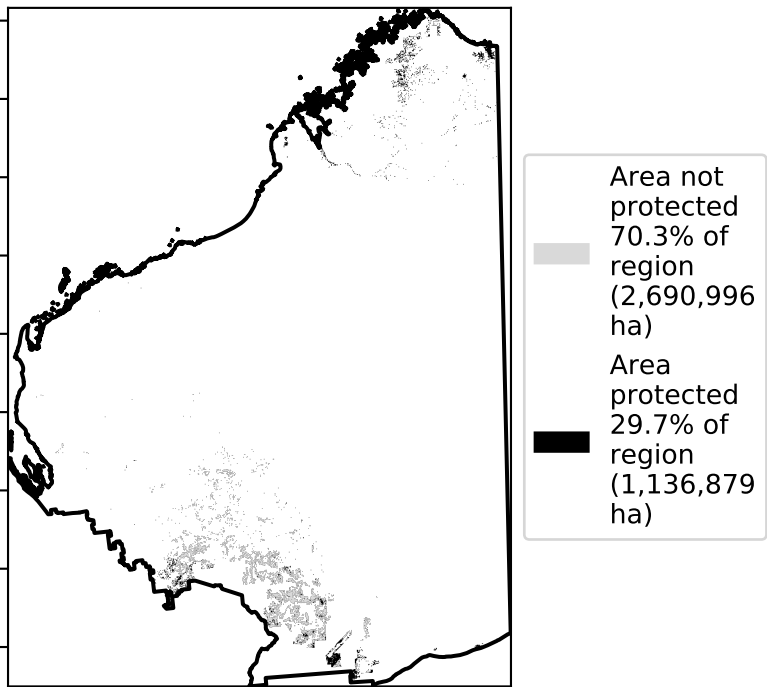 Area not
protected
70.3% of
region
(2,690,996
ha)
Area
protected
29.7% of
region
(1,136,879
ha)